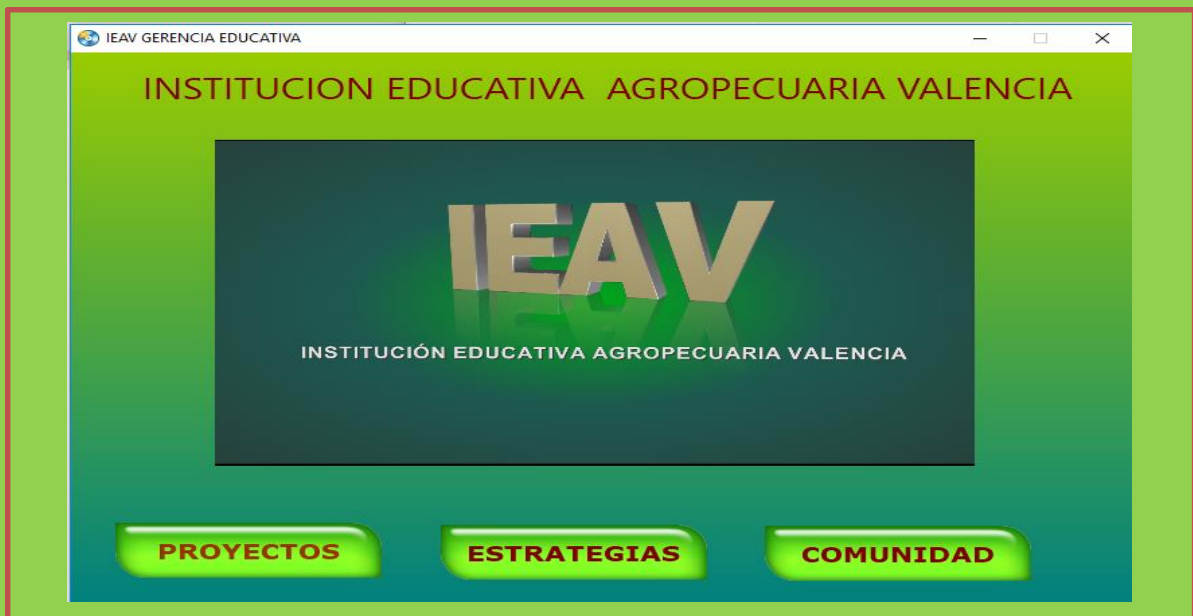 IEAV GERENCIA EDUCATIVA
INSTITUCION EDUCATIVA AGROPECUARIA VALENCIA
IEAV
INSTITUCIÓN EDUCATIVA AGROPECUARIA VALENCIA
PROYECTOS
ESTRATEGIAS
COMUNIDAD